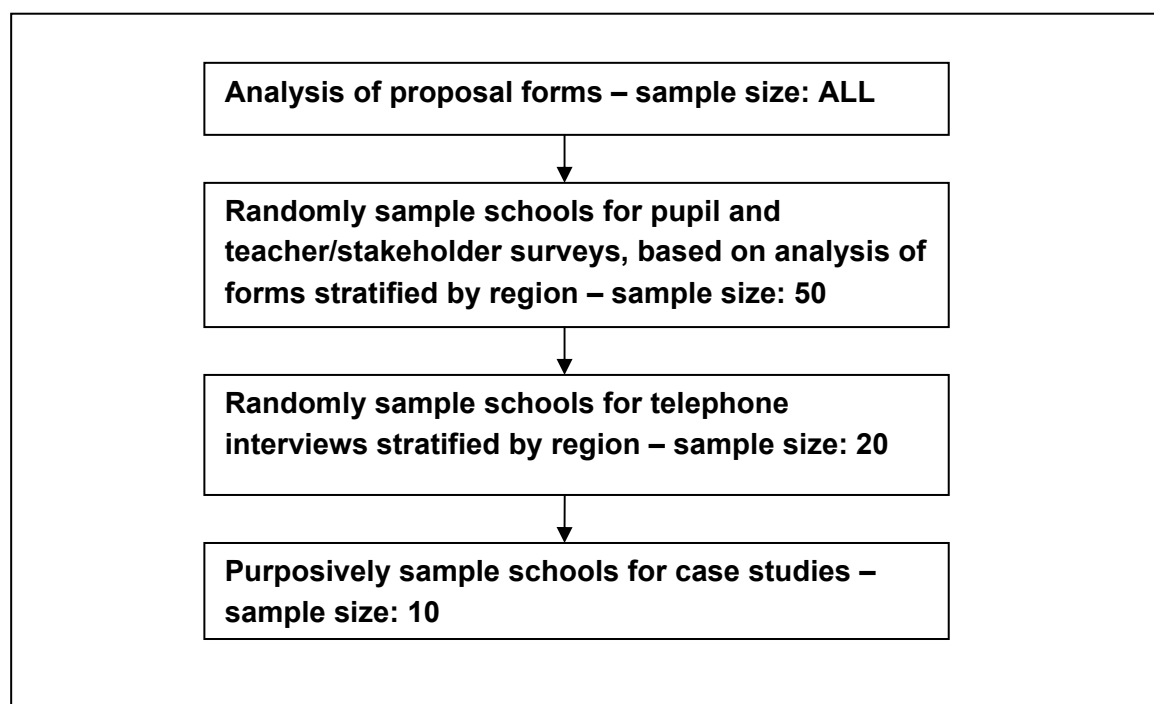 Analysis of proposal forms – sample size: ALL
Randomly sample schools for pupil and
teacher/stakeholder surveys, based on analysis of
forms stratified by region – sample size: 50
Randomly sample schools for telephone
interviews stratified by region – sample size: 20
Purposively sample schools for case studies –
sample size: 10